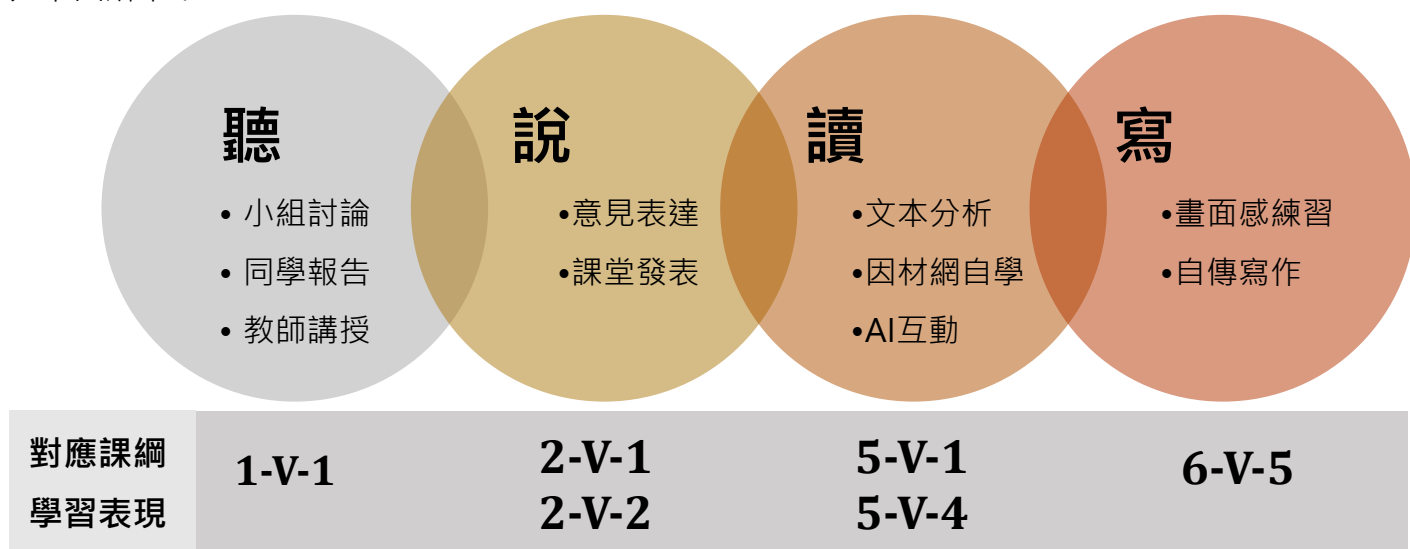 聽
• 小組討論
• 同學報告
• 教師講授
說
•意見表達
•課堂發表
讀
•文本分析
•因材網自學
•AI互動
寫
•畫面感練習
•自傳寫作
對應課綱
學習表現
1-V-1
2-V-1
2-V-2
5-V-1
5-V-4
6-V-5